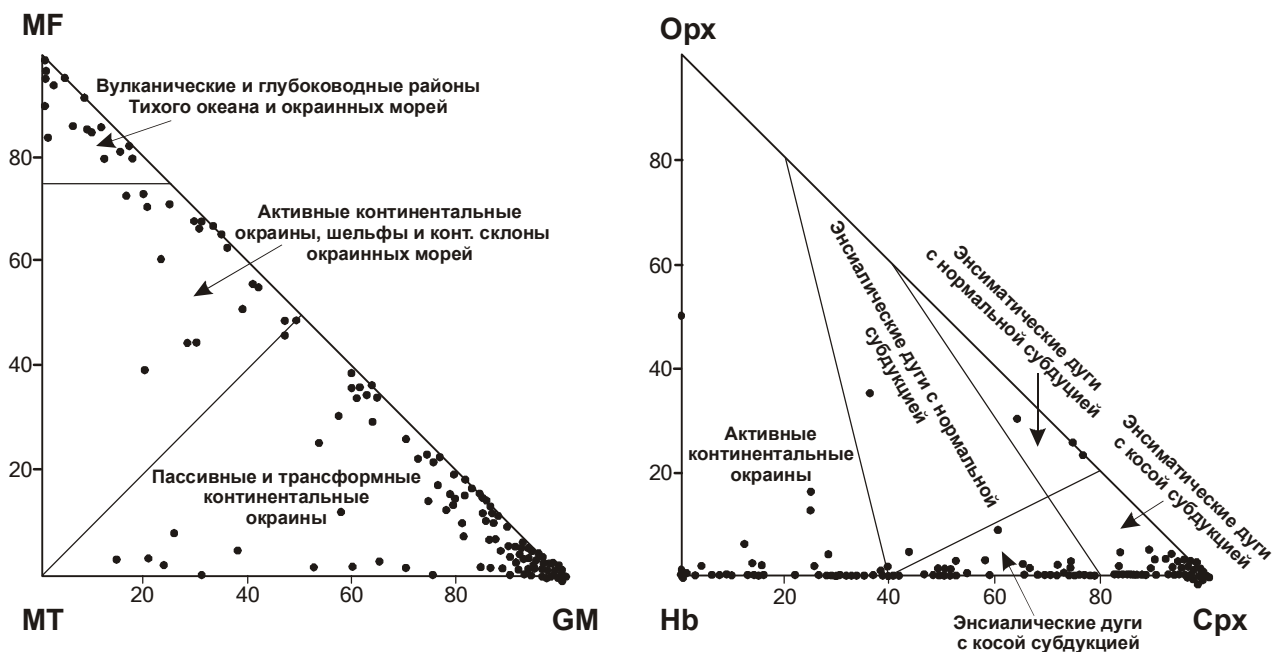 MF
Вулканические и глубоководные районы
Тихого океана и окраинных морей
80
Активные континентальные
окраины, шельфы и конт. склоны
окраинных морей
60
40
20
Пассивные и трансформные
континентальные
окраины
20
40
60
80
MT
GM
Opx
80
60
40
20
Энсиматические дуги
с нормальной субдукцией
Энсиалические дуги с нормальной
субдукцией
Активные
континентальные
окраины
Энсиматические дуги
с косой субдукцией
20
40
60
80
Hb
Cpx
Энсиалические дуги
с косой субдукцией